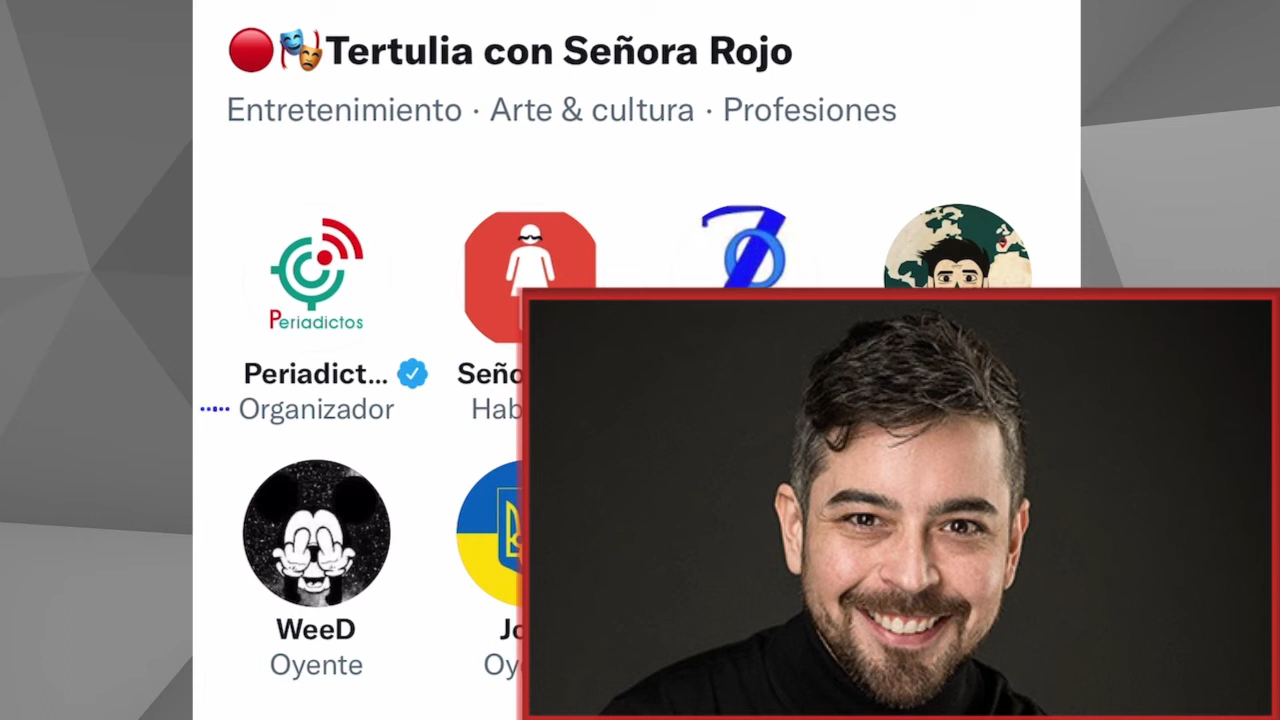 Tertulia con Señora Rojo
Entretenimiento · Arte & cultura · Profesiones
Periadictos
Periadict...
Organizador
WeeD
Oyente